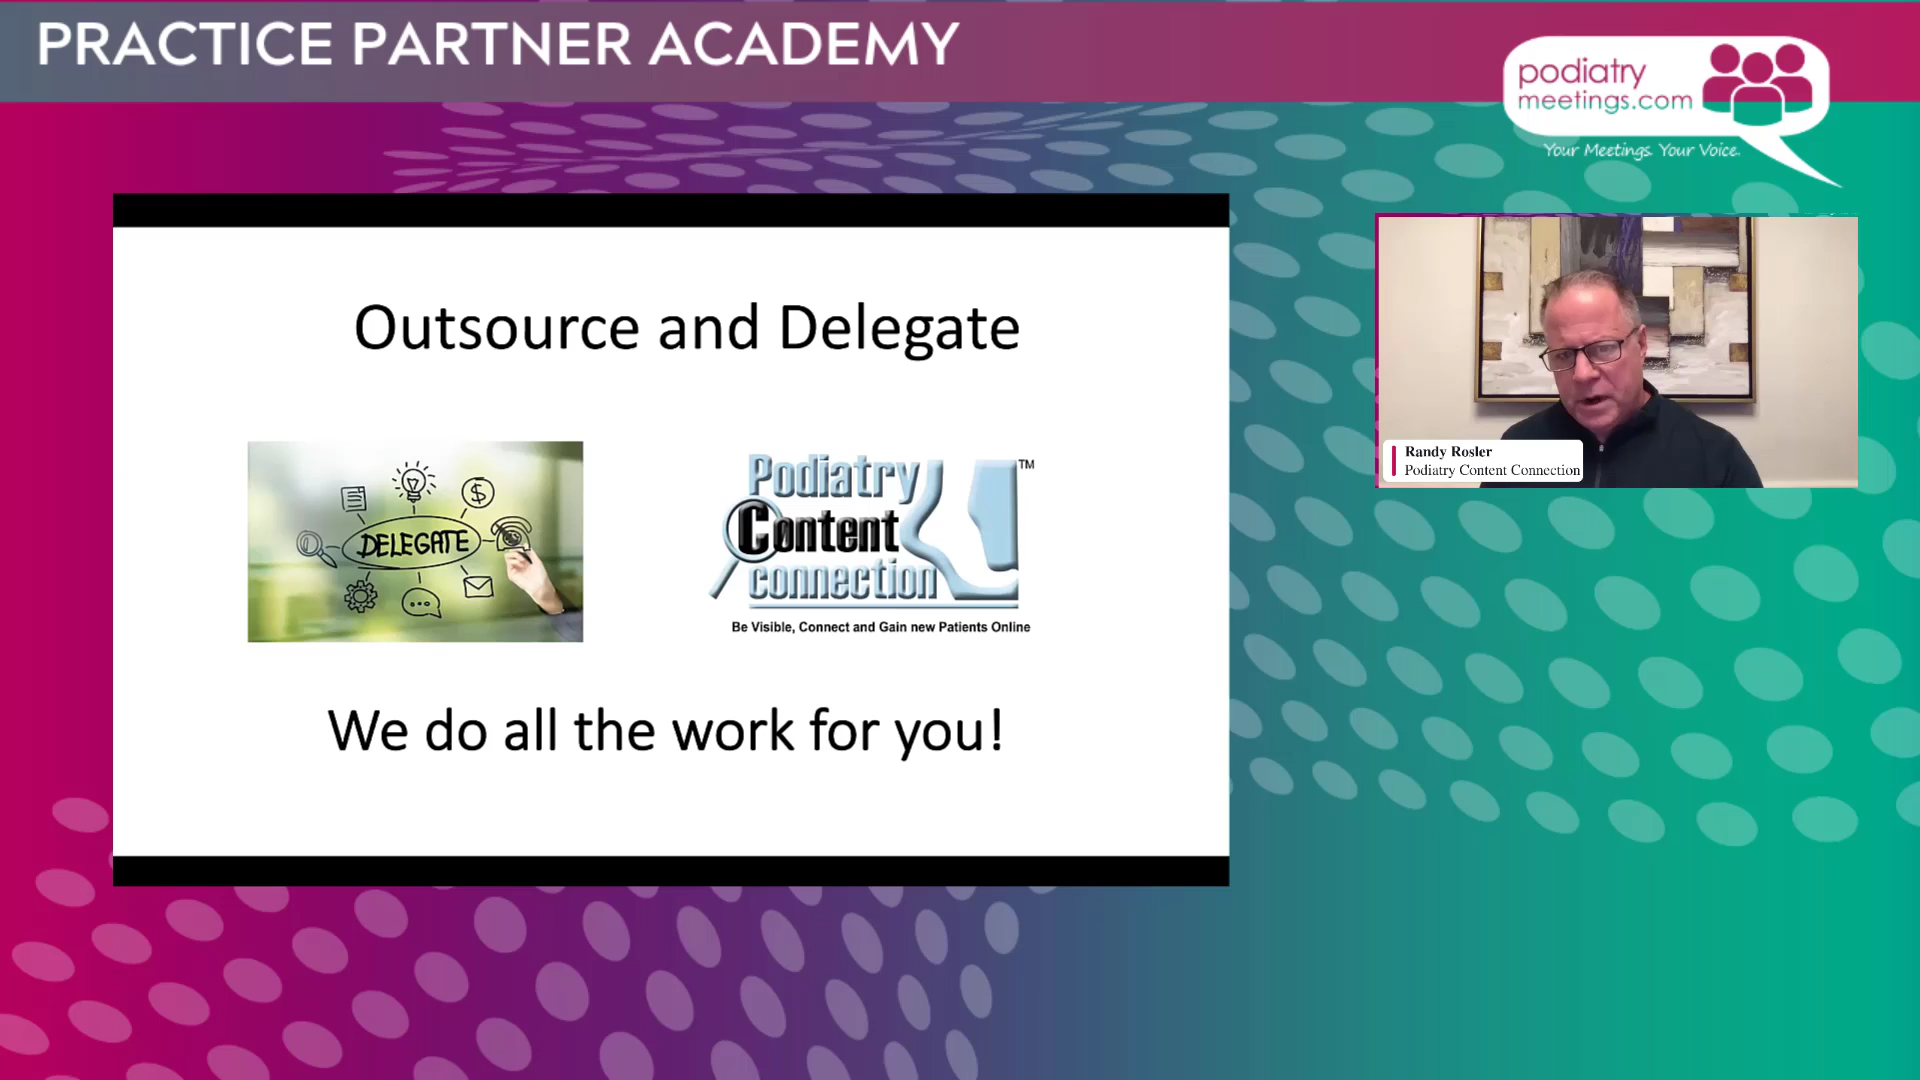 PRACTICE PARTNER ACADEMY
podiatry
meetings.com
Your Meetings. Your Voice.
Outsource and Delegate
DELEGATE
$
Podiatry
Content
connection
TM
Be Visible, Connect and Gain new Patients Online
We do all the work for you!
Randy Rosler
Podiatry Content Connection